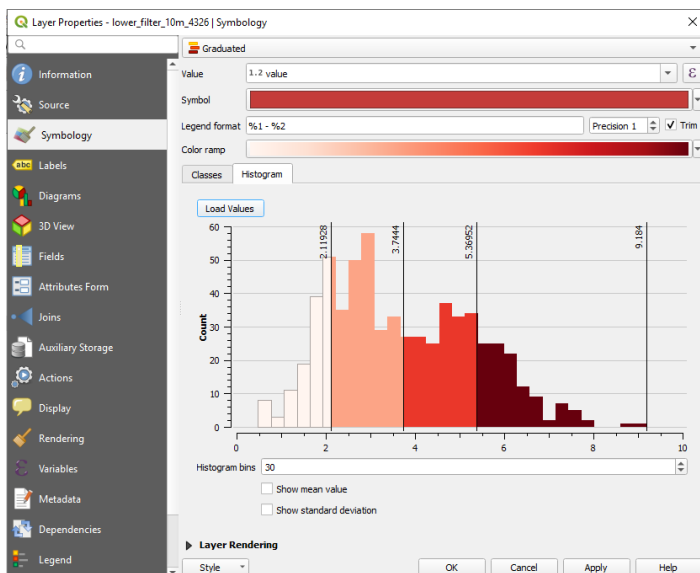 Layer Properties - lower_filter_10m_4326 | Symbology
Information
Source
Symbology
abc Labels
Diagrams
3D View
Fields
Attributes Form
Joins
Auxiliary Storage
Actions
Display
Rendering
Variables
Metadata
Dependencies
Legend
Graduated
Value 1.2 value ε
Symbol
Legend format %1 - %2 Precision 1 Trim
Color ramp
Classes Histogram
Load Values
2.11928 3.7444 5.36952 9.184
Count
60
50
40
30
20
10
0
0 2 4 6 8 10
Histogram bins 30
Show mean value
Show standard deviation
Layer Rendering
Style OK Cancel Apply Help